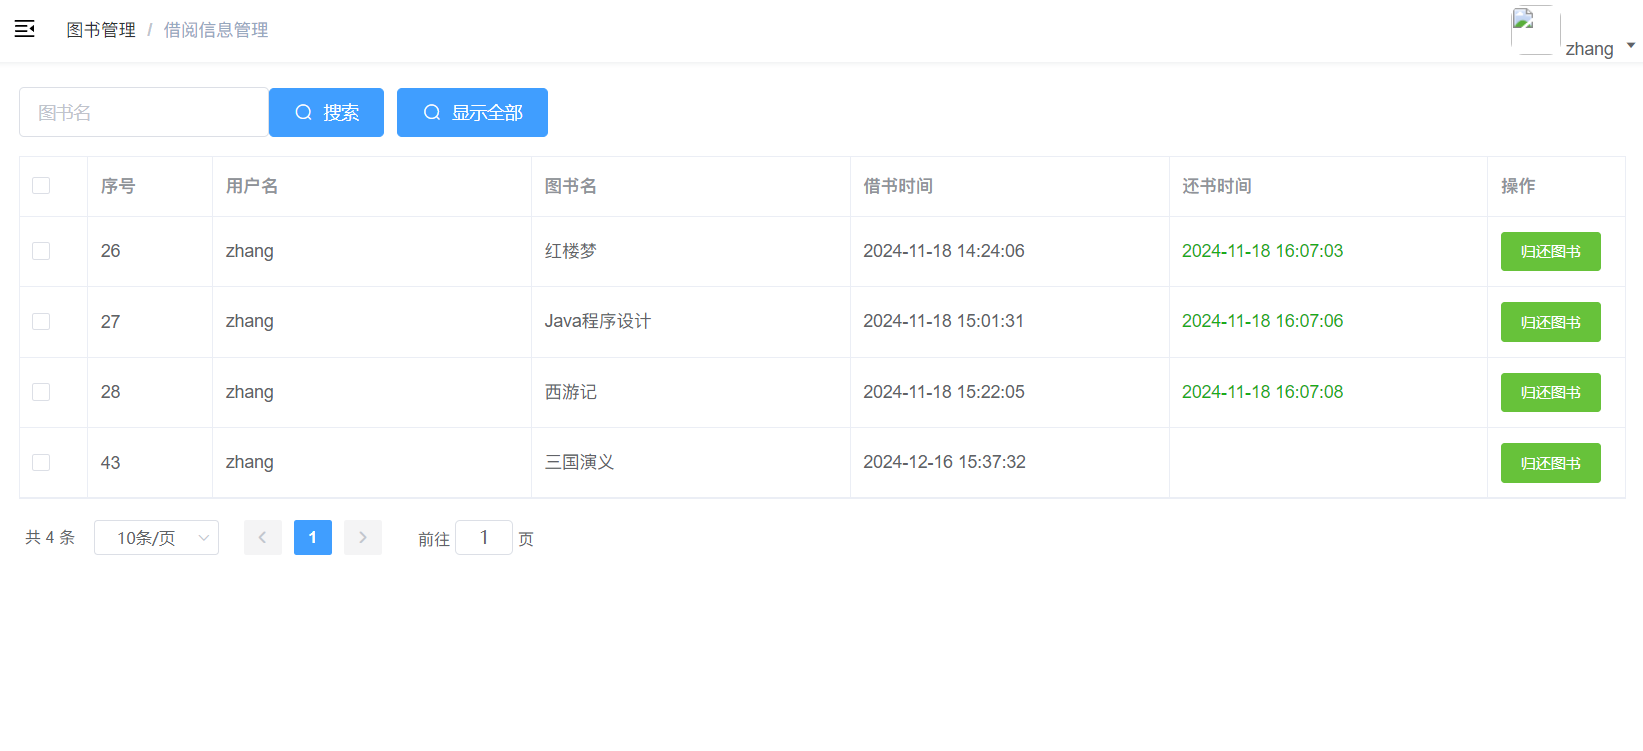 图书管理 / 借阅信息管理
zhang
图书名 搜索 显示全部
序号 用户名 图书名 借书时间 还书时间 操作
26 zhang 红楼梦 2024-11-18 14:24:06 2024-11-18 16:07:03 归还图书
27 zhang Java程序设计 2024-11-18 15:01:31 2024-11-18 16:07:06 归还图书
28 zhang 西游记 2024-11-18 15:22:05 2024-11-18 16:07:08 归还图书
43 zhang 三国演义 2024-12-16 15:37:32 归还图书
共 4 条 10条/页 1 前往 1 页